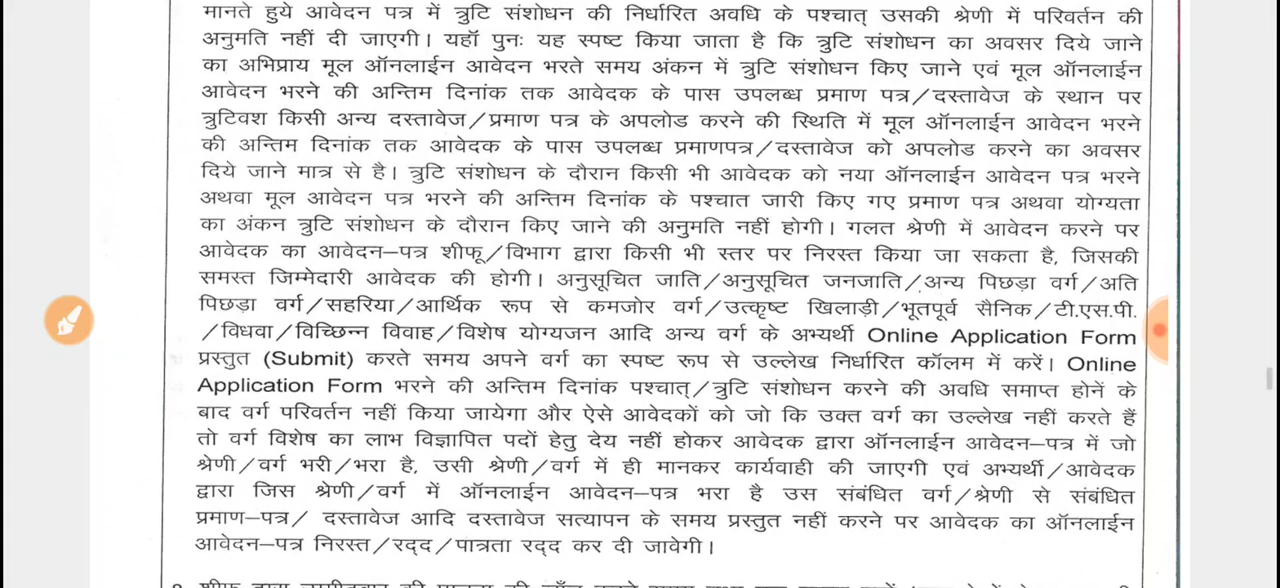 मानते हुये आवेदन पत्र में त्रुटि संशोधन की निर्धारित अवधि के पश्चात् उसकी श्रेणी में परिवर्तन की
अनुमति नहीं दी जाएगी। यहाॅ पुनः यह स्पष्ट किया जाता है कि त्रुटि संशोधन का अवसर दिये जाने
का अभिप्राय मूल ऑनलाईन आवेदन भरते समय अंकन में त्रुटि संशोधन किए जाने एवं मूल ऑनलाईन
आवेदन भरने की अन्तिम दिनांक तक आवेदक के पास उपलब्ध प्रमाण पत्र/दस्तावेज के स्थान पर
त्रुटिवश किसी अन्य दस्तावेज/प्रमाण पत्र के अपलोड करने की स्थिति में मूल ऑनलाईन आवेदन भरने
की अन्तिम दिनांक तक आवेदक के पास उपलब्ध प्रमाणपत्र/दस्तावेज को अपलोड करने का अवसर
दिये जाने मात्र से है। त्रुटि संशोधन के दौरान किसी भी आवेदक को नया ऑनलाईन आवेदन पत्र भरने
अथवा मूल आवेदन पत्र भरने की अन्तिम दिनांक के पश्चात जारी किए गए प्रमाण पत्र अथवा योग्यता
का अंकन त्रुटि संशोधन के दौरान किए जाने की अनुमति नहीं होगी। गलत श्रेणी में आवेदन करने पर
आवेदक का आवेदन–पत्र शीफू/विभाग द्वारा किसी भी स्तर पर निरस्त किया जा सकता है, जिसकी
समस्त जिम्मेदारी आवेदक की होगी। अनुसूचित जाति/अनुसूचित जनजाति/अन्य पिछड़ा वर्ग/अति
पिछड़ा वर्ग/सहरिया/आर्थिक रूप से कमजोर वर्ग/उत्कृष्ट खिलाड़ी/भूतपूर्व सैनिक/टी.एस.पी.
/विधवा/विच्छिन्न विवाह/विशेष योग्यजन आदि अन्य वर्ग के अभ्यर्थी Online Application Form
प्रस्तुत (Submit) करते समय अपने वर्ग का स्पष्ट रूप से उल्लेख निर्धारित कॉलम में करें। Online
Application Form भरने की अन्तिम दिनांक पश्चात्/त्रुटि संशोधन करने की अवधि समाप्त होनें के
बाद वर्ग परिवर्तन नहीं किया जायेगा और ऐसे आवेदकों को जो कि उक्त वर्ग का उल्लेख नहीं करते हैं
तो वर्ग विशेष का लाभ विज्ञापित पदों हेतु देय नहीं होकर आवेदक द्वारा ऑनलाईन आवेदन–पत्र में जो
श्रेणी/वर्ग भरी/भरा है, उसी श्रेणी/वर्ग में ही मानकर कार्यवाही की जाएगी एवं अभ्यर्थी/आवेदक
द्वारा जिस श्रेणी/वर्ग में ऑनलाईन आवेदन–पत्र भरा है उस संबंधित वर्ग/श्रेणी से संबंधित
प्रमाण–पत्र/ दस्तावेज आदि दस्तावेज सत्यापन के समय प्रस्तुत नहीं करने पर आवेदक का ऑनलाईन
आवेदन–पत्र निरस्त/रद्द/पात्रता रद्द कर दी जावेगी।